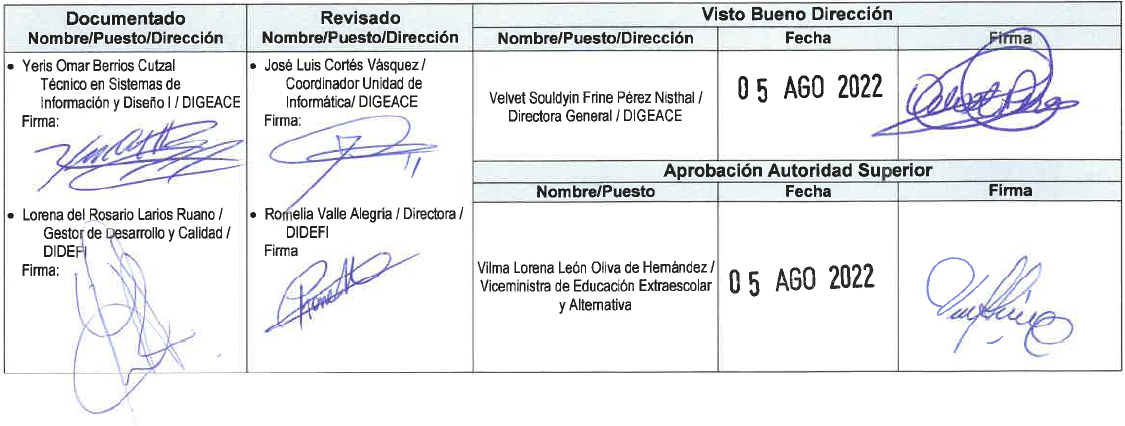 Documentado
Nombre/Puesto/Dirección
• Yeris Omar Berrios Cutzal
Técnico en Sistemas de
Información y Diseño I / DIGEACE
Firma:
• Lorena del Rosario Larios Ruano /
Gestor de Desarrollo y Calidad /
DIDEFI
Firma:
Revisado
Nombre/Puesto/Dirección
• José Luis Cortés Vásquez /
Coordinador Unidad de
Informática/ DIGEACE
Firma:
• Romelia Valle Alegría / Directora /
DIDEFI
Firma
Visto Bueno Dirección
Nombre/Puesto/Dirección
Fecha
Firma
Velvet Souldyin Frine Pérez Nisthal /
Directora General / DIGEACE
05 AGO 2022
Aprobación Autoridad Superior
Nombre/Puesto
Fecha
Firma
Vilma Lorena León Oliva de Hernández /
Viceministra de Educación Extraescolar
y Alternativa
05 AGO 2022